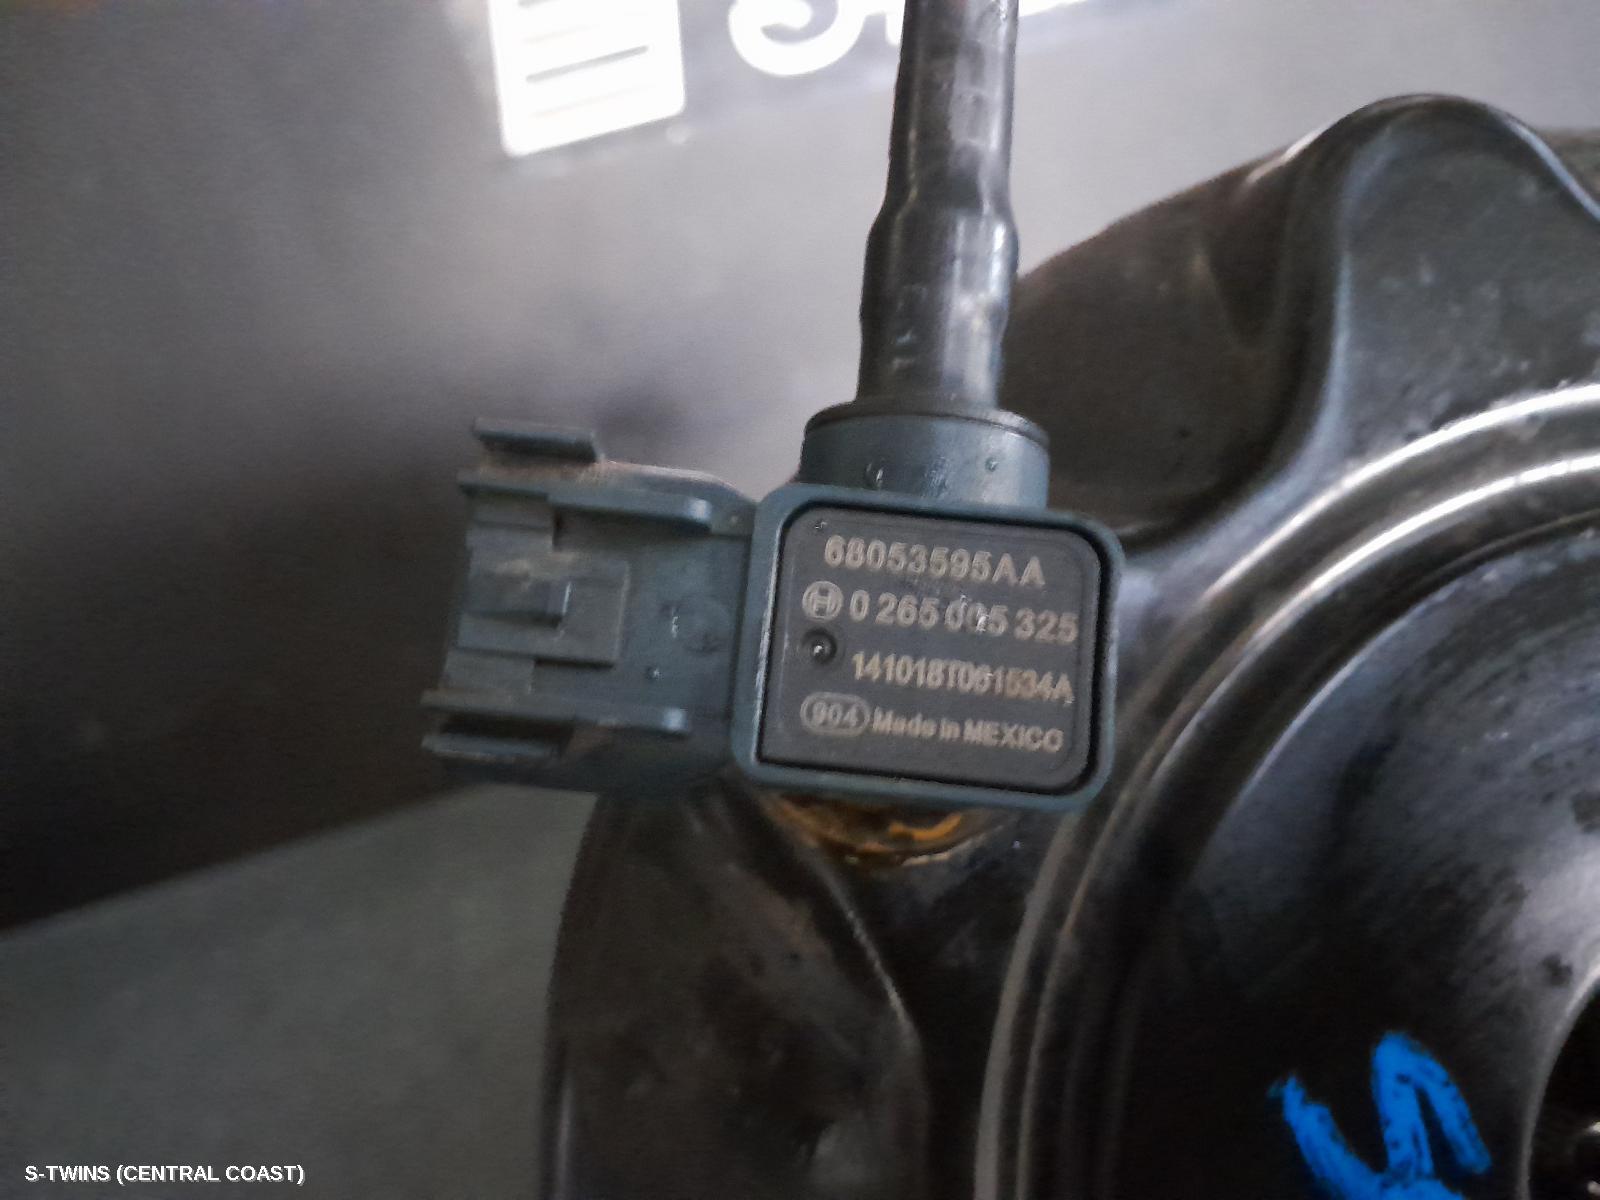 68053595AA
0 265 005 325
141018T061534A
904 Made in MEXICO
S-TWINS (CENTRAL COAST)